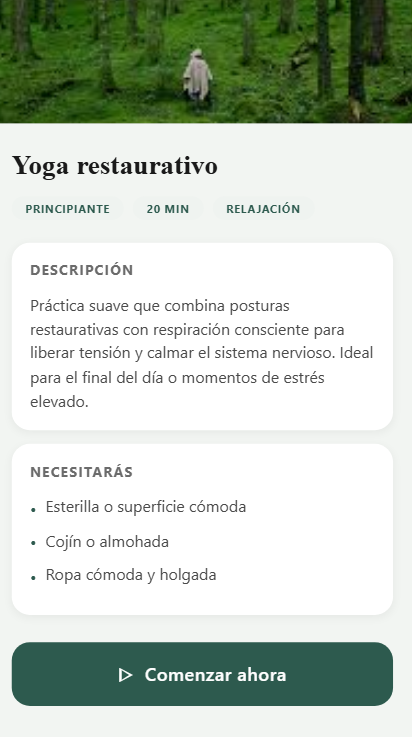 Yoga restaurativo
PRINCIPIANTE
20 MIN
RELAJACIÓN
DESCRIPCIÓN
Práctica suave que combina posturas
restaurativas con respiración consciente para
liberar tensión y calmar el sistema nervioso. Ideal
para el final del día o momentos de estrés
elevado.
NECESITARÁS
• Esterilla o superficie cómoda
• Cojín o almohada
• Ropa cómoda y holgada
Comenzar ahora